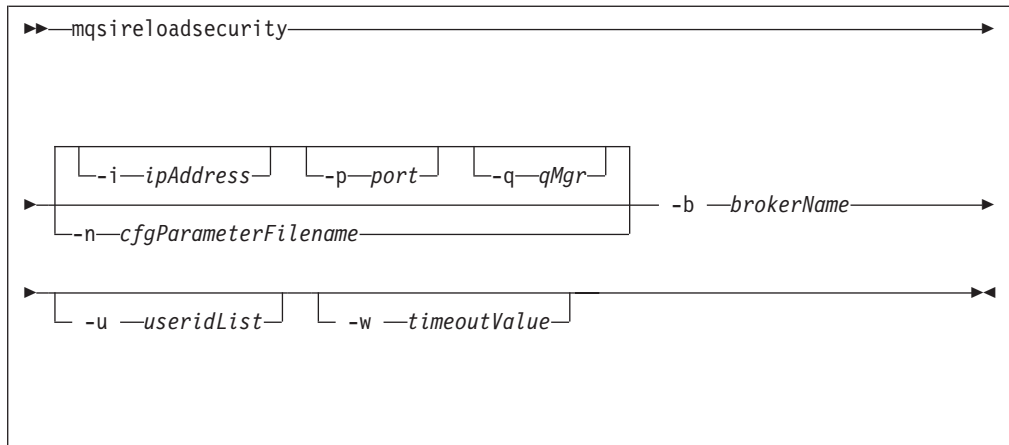 mqsireloadsecurity
-i ipAddress -p port -q qMgr
-b brokerName
-n cfgParameterFilename
-u useridList -w timeoutValue